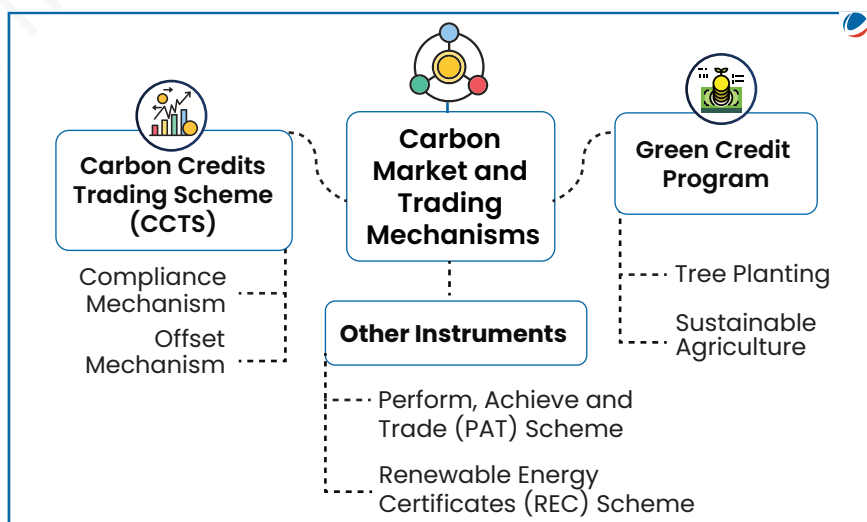 Carbon
Market and
Trading
Mechanisms
Carbon Credits
Trading Scheme
(CCTS)
Compliance
Mechanism
Offset
Mechanism
Green Credit
Program
Tree Planting
Sustainable
Agriculture
Other Instruments
Perform, Achieve and
Trade (PAT) Scheme
Renewable Energy
Certificates (REC) Scheme